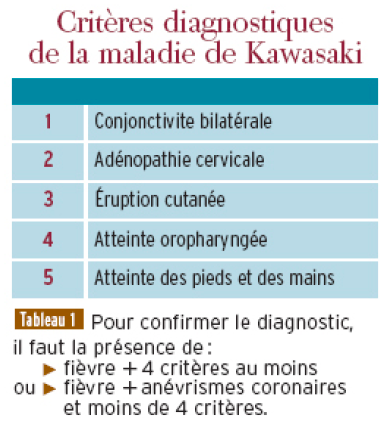 Critères diagnostiques
de la maladie de Kawasaki
1 Conjonctivite bilatérale
2 Adénopathie cervicale
3 Éruption cutanée
4 Atteinte oropharyngée
5 Atteinte des pieds et des mains
Tableau 1 Pour confirmer le diagnostic,
il faut la présence de :
► fièvre + 4 critères au moins
ou ► fièvre + anévrismes coronaires
et moins de 4 critères.